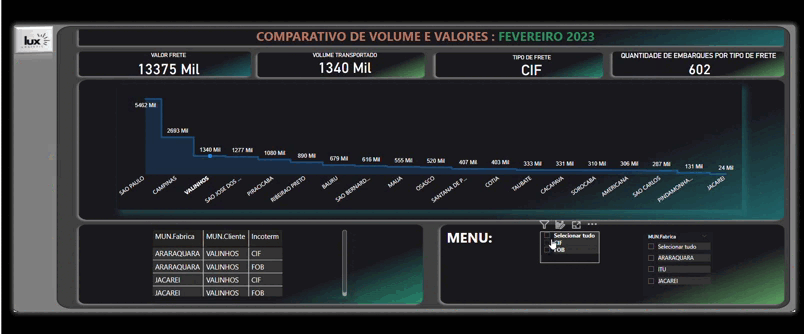 lux
COMPARATIVO DE VOLUME E VALORES : FEVEREIRO 2023
VALOR FRETE
13375 Mil
VOLUME TRANSPORTADO
1340 Mil
TIPO DE FRETE
CIF
QUANTIDADE DE EMBARQUES POR TIPO DE FRETE
602
5462 Mil
2693 Mil
1340 Mil
1277 Mil
1080 Mil
890 Mil
679 Mil
616 Mil
555 Mil
520 Mil
407 Mil
403 Mil
333 Mil
331 Mil
310 Mil
306 Mil
287 Mil
131 Mil
24 Mil
SAO PAULO
CAMPINAS
VALINHOS
SAO JOSE DOS ...
PIRACICABA
RIBEIRAO PRETO
BAURU
SAO BERNARD...
MAUA
OSASCO
SANTANA DE P...
COTIA
TAUBATE
CACAPAVA
SOROCABA
AMERICANA
SAO CARLOS
PINDAMONHA...
JACAREI
MUN.Fabrica MUN.Cliente Incoterm
ARARAQUARA VALINHOS CIF
ARARAQUARA VALINHOS FOB
JACAREI VALINHOS CIF
JACAREI VALINHOS FOB
MENU:
Selecionar tudo
CIF
FOB
MUN.Fabrica
Selecionar tudo
ARARAQUARA
ITU
JACAREI